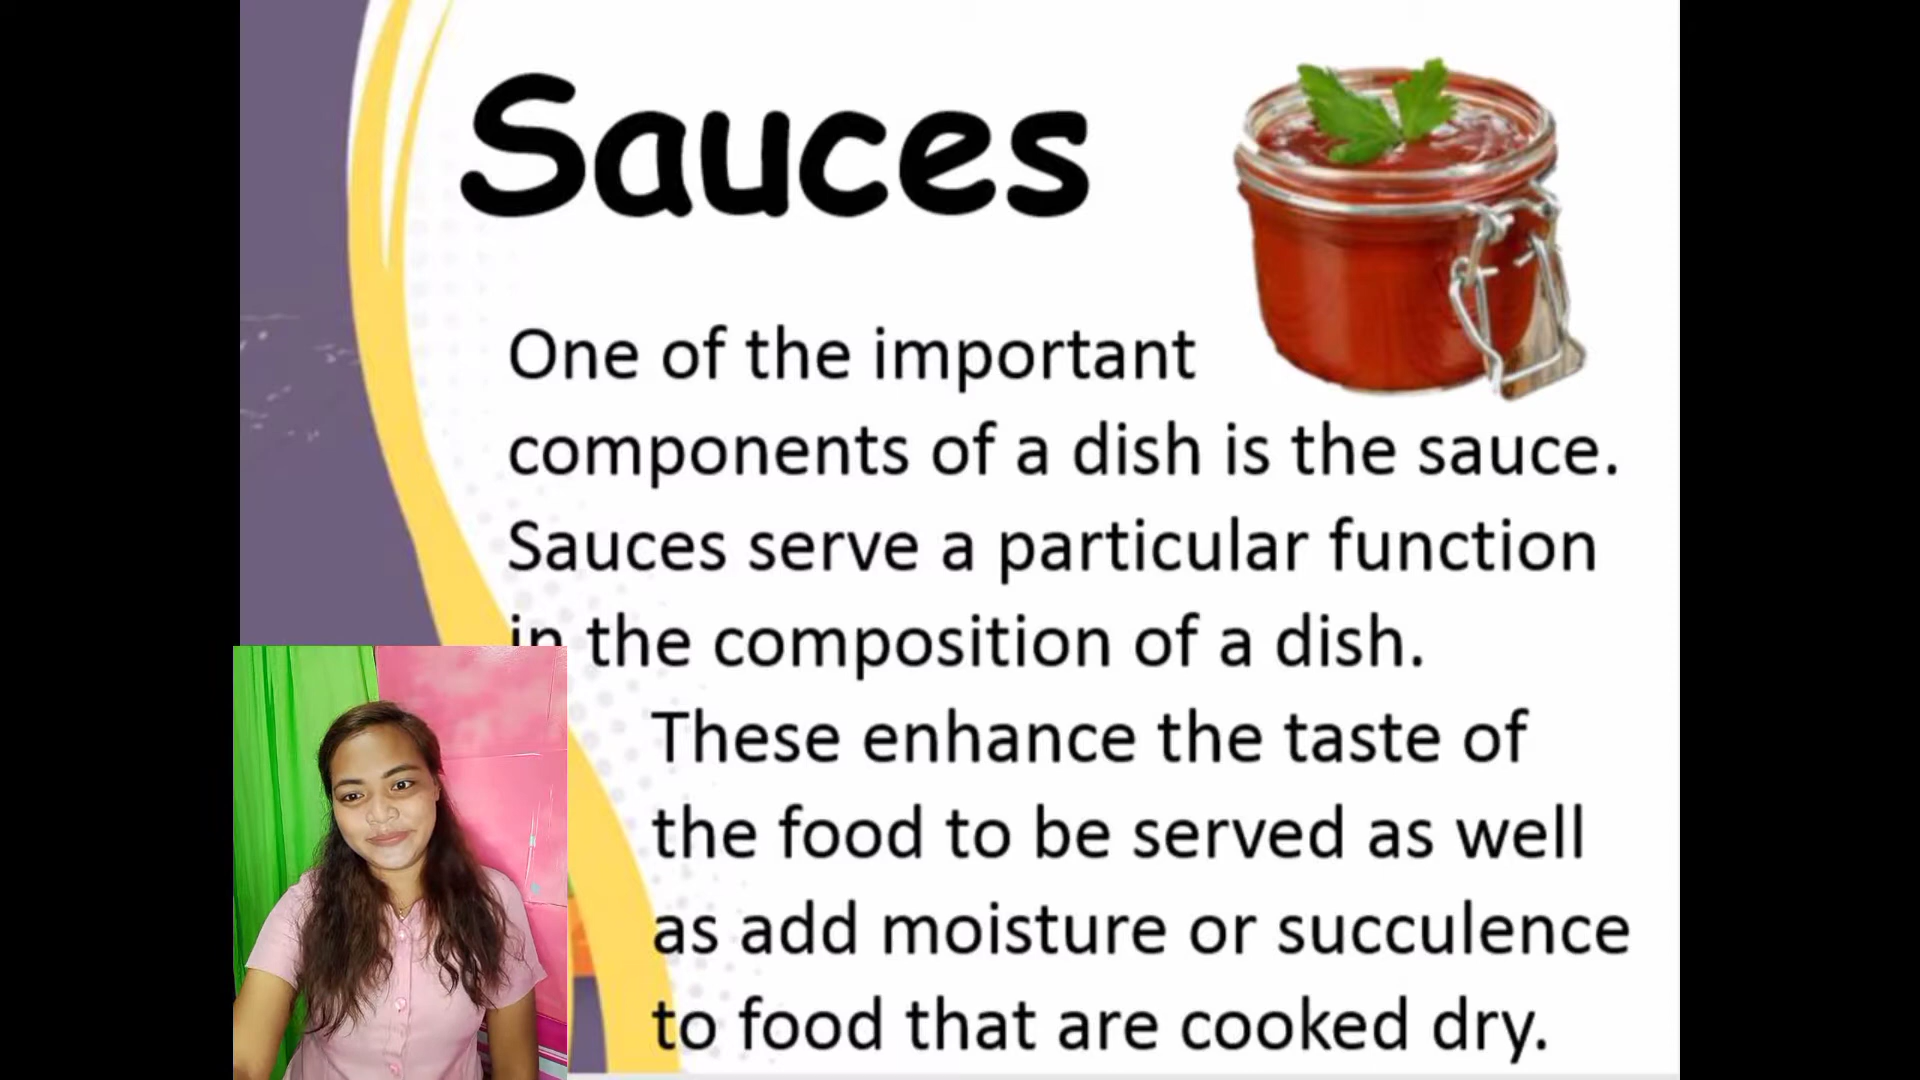 Sauces
One of the important
components of a dish is the sauce.
Sauces serve a particular function
in the composition of a dish.
These enhance the taste of
the food to be served as well
as add moisture or succulence
to food that are cooked dry.